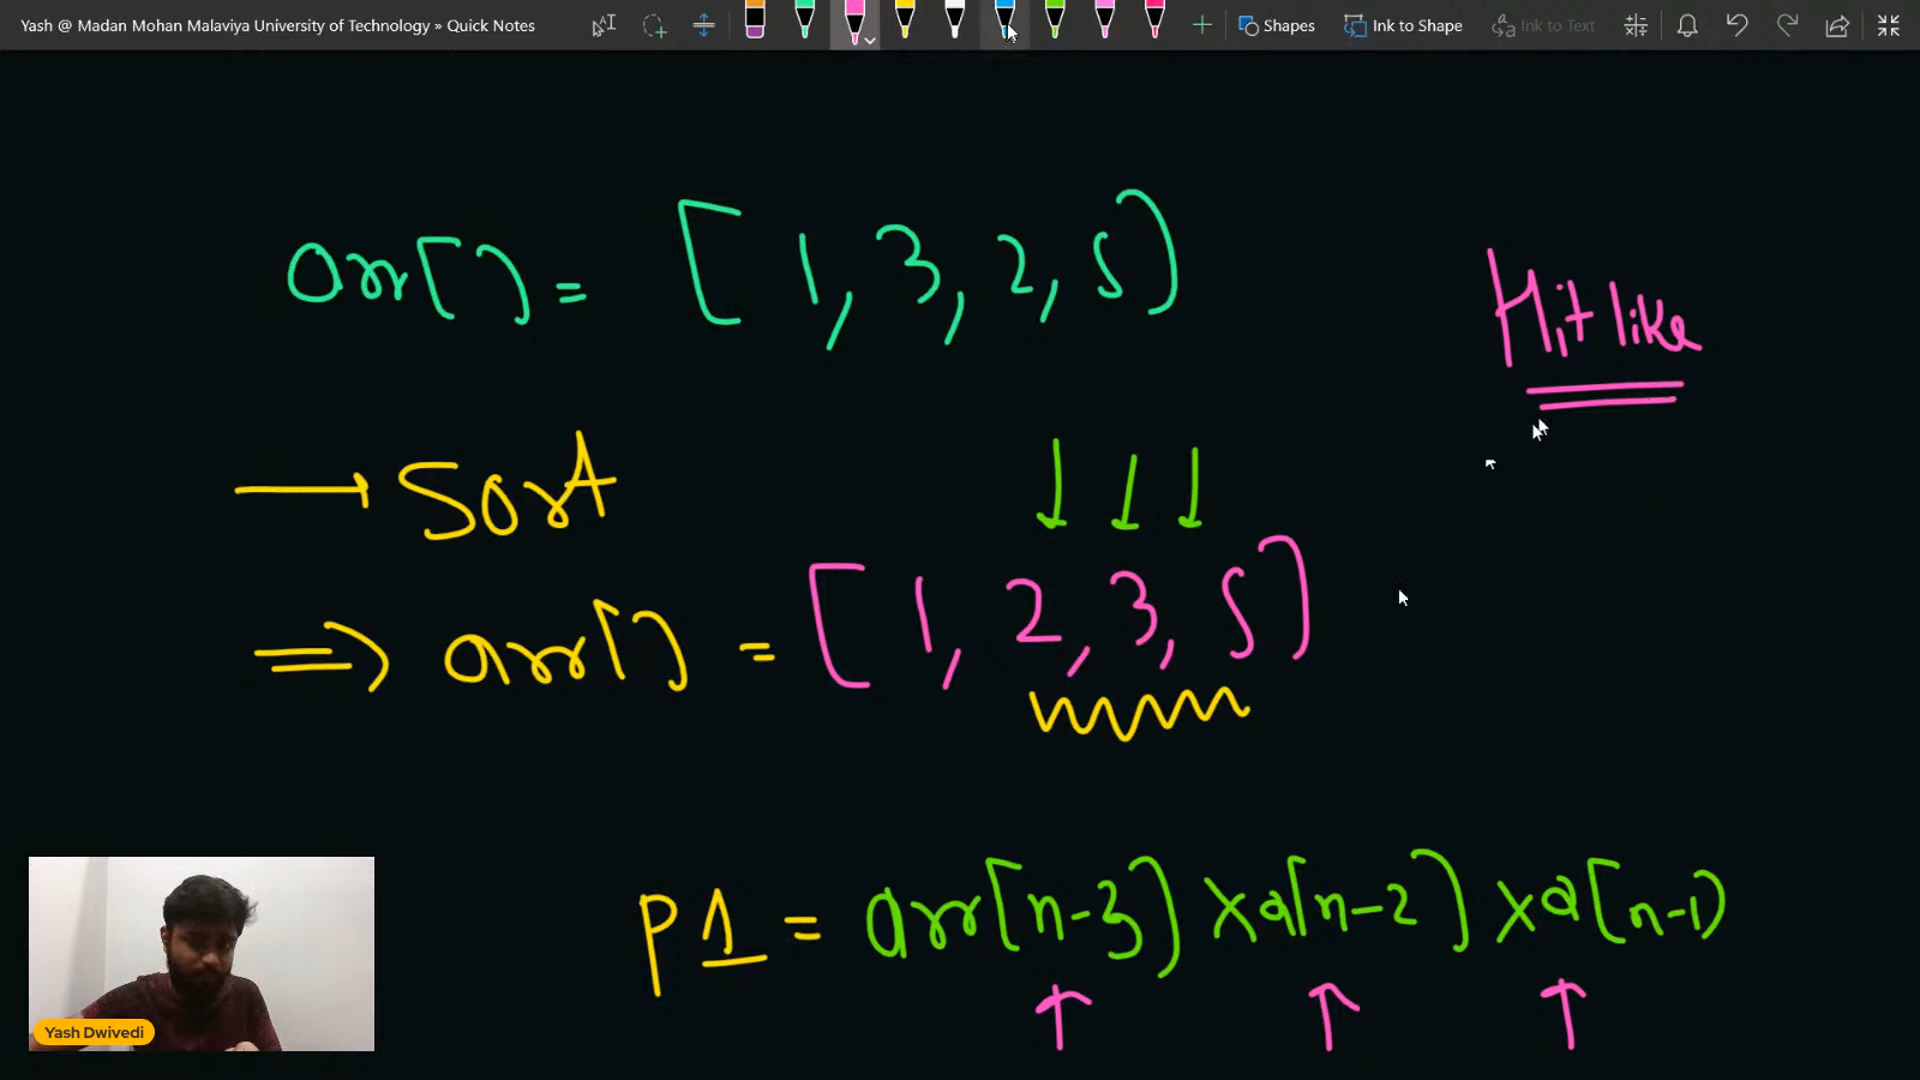 Yash @ Madan Mohan Malaviya University of Technology » Quick Notes
Shapes
Ink to Shape
Ink to Text
arr[] = [1, 3, 2, 5]
Hit like
→ Sort
⇒ arr[] = [1, 2, 3, 5]
P1 = arr[n-3] x a[n-2] x a[n-1]
Yash Dwivedi